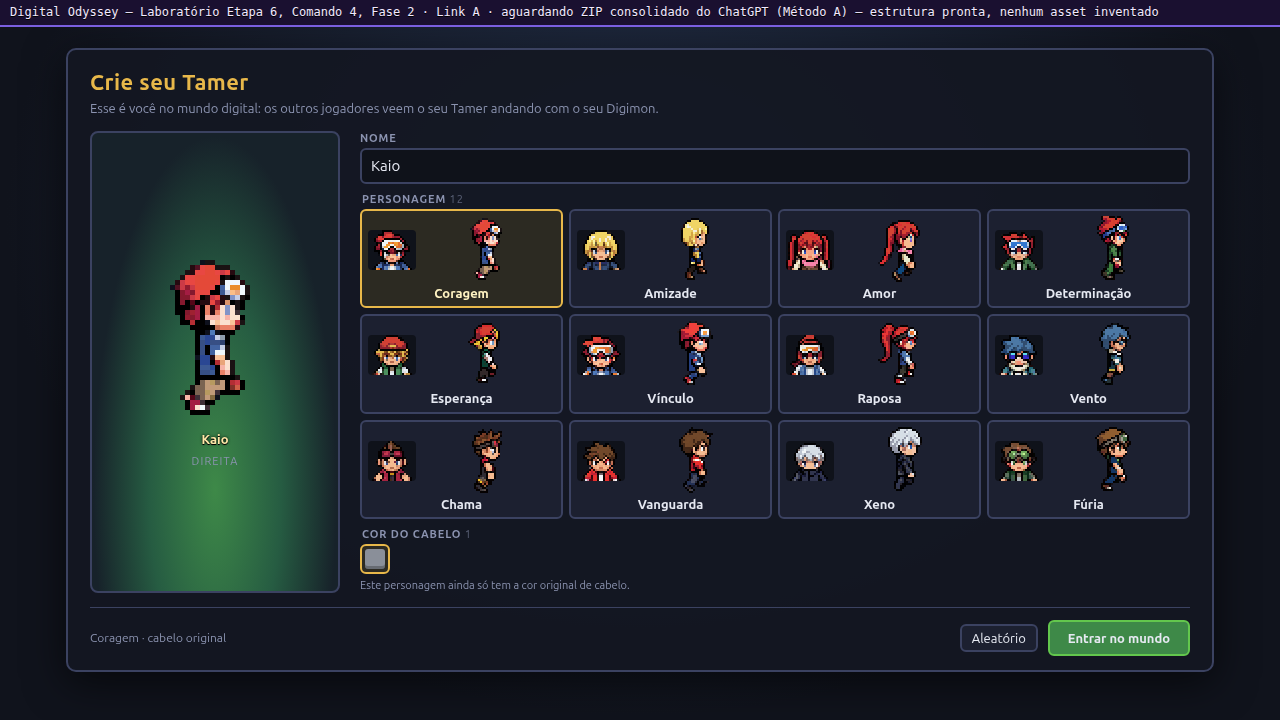 Digital Odyssey — Laboratório Etapa 6, Comando 4, Fase 2 · Link A · aguardando ZIP consolidado do ChatGPT (Método A) — estrutura pronta, nenhum asset inventado
Crie seu Tamer
Esse é você no mundo digital: os outros jogadores veem o seu Tamer andando com o seu Digimon.
Kaio
DIREITA
NOME
Kaio
PERSONAGEM 12
Coragem
Amizade
Amor
Determinação
Esperança
Vínculo
Raposa
Vento
Chama
Vanguarda
Xeno
Fúria
COR DO CABELO 1
Este personagem ainda só tem a cor original de cabelo.
Coragem · cabelo original
Aleatório
Entrar no mundo